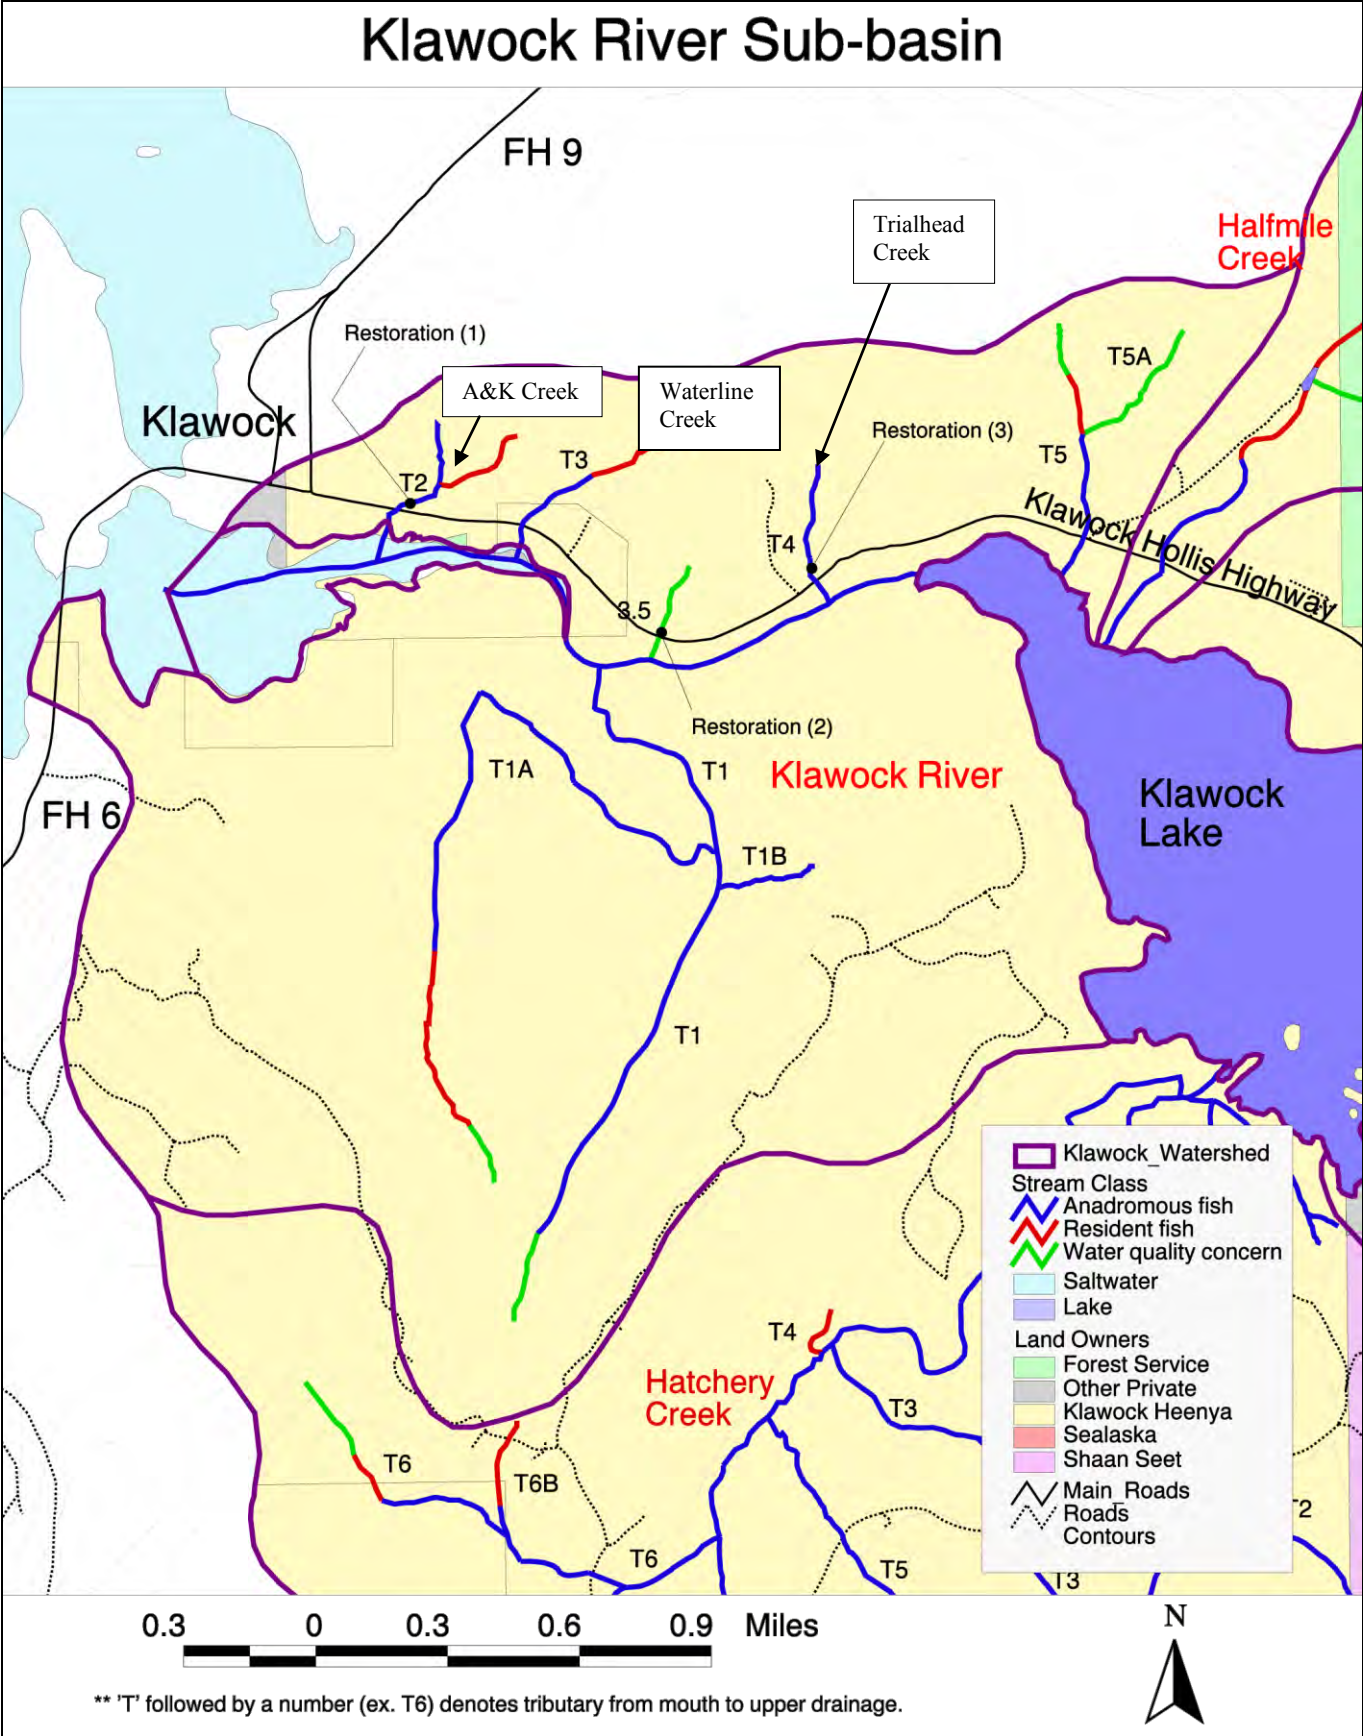 Klawock River Sub-basin
FH 9
Trialhead
Creek
Halfmile
Creek
Restoration (1)
T5A
A&K Creek
Waterline
Creek
Klawock
Restoration (3)
T2
T3
T5
Klawock Hollis Highway
T4
3.5
Restoration (2)
T1A
T1
Klawock River
Klawock
Lake
FH 6
T1B
T1
Klawock_Watershed
Stream Class
Anadromous fish
Resident fish
Water quality concern
Saltwater
Lake
Land Owners
Forest Service
Other Private
Klawock Heenya
Sealaska
Shaan Seet
Main_Roads
Roads
Contours
T4
Hatchery
Creek
T3
T6
T6B
T6
T5
T3
0.3 0 0.3 0.6 0.9 Miles
N
** 'T' followed by a number (ex. T6) denotes tributary from mouth to upper drainage.